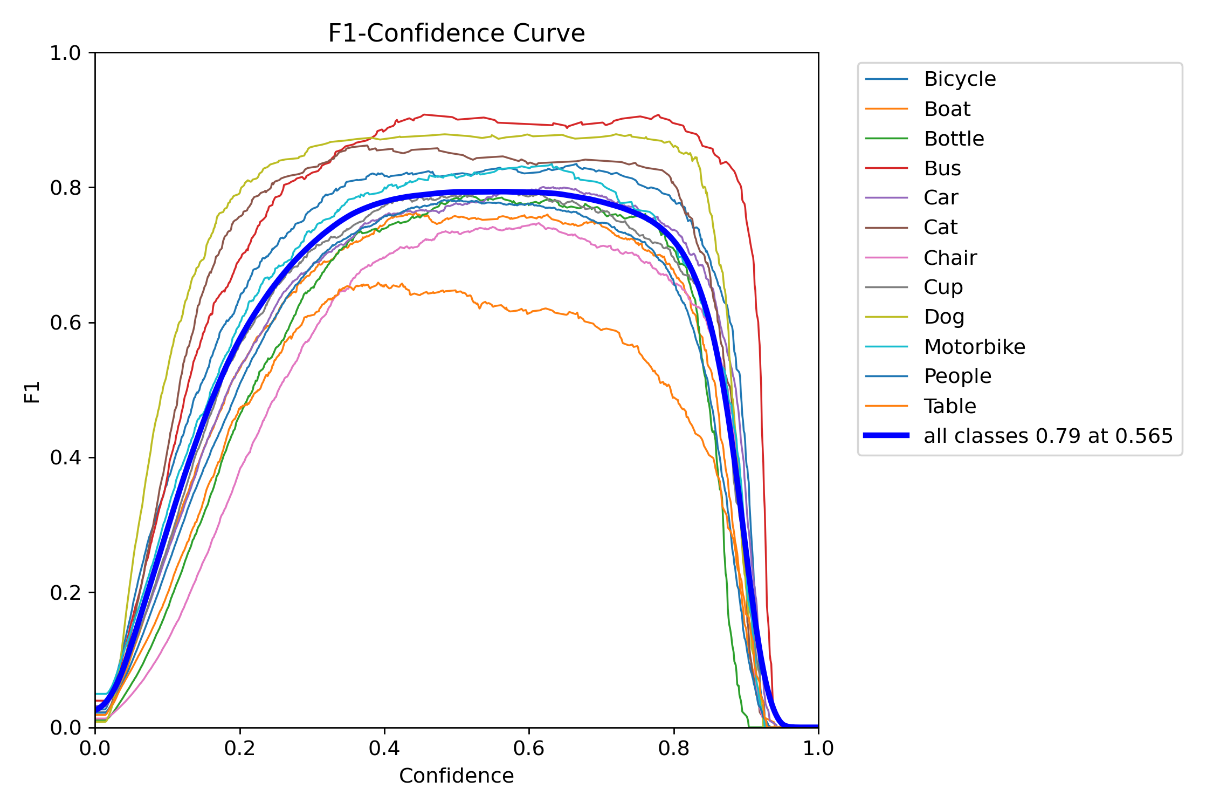 F1-Confidence Curve
1.0
0.8
0.6
0.4
0.2
0.0
F1
0.0 0.2 0.4 0.6 0.8 1.0
Confidence
Bicycle
Boat
Bottle
Bus
Car
Cat
Chair
Cup
Dog
Motorbike
People
Table
all classes 0.79 at 0.565